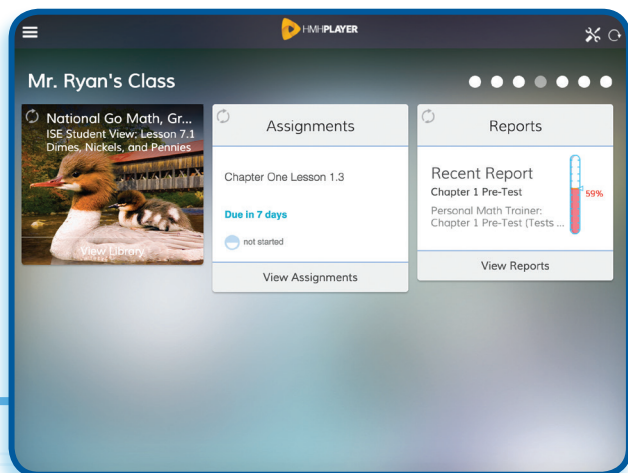 HMHPLAYER
Mr. Ryan's Class
National Go Math, Gr...
ISE Student View: Lesson 7.1
Dimes, Nickels, and Pennies
View Library
Assignments
Chapter One Lesson 1.3
Due in 7 days
not started
View Assignments
Reports
Recent Report
Chapter 1 Pre-Test
Personal Math Trainer:
Chapter 1 Pre-Test (Tests ...
59%
View Reports